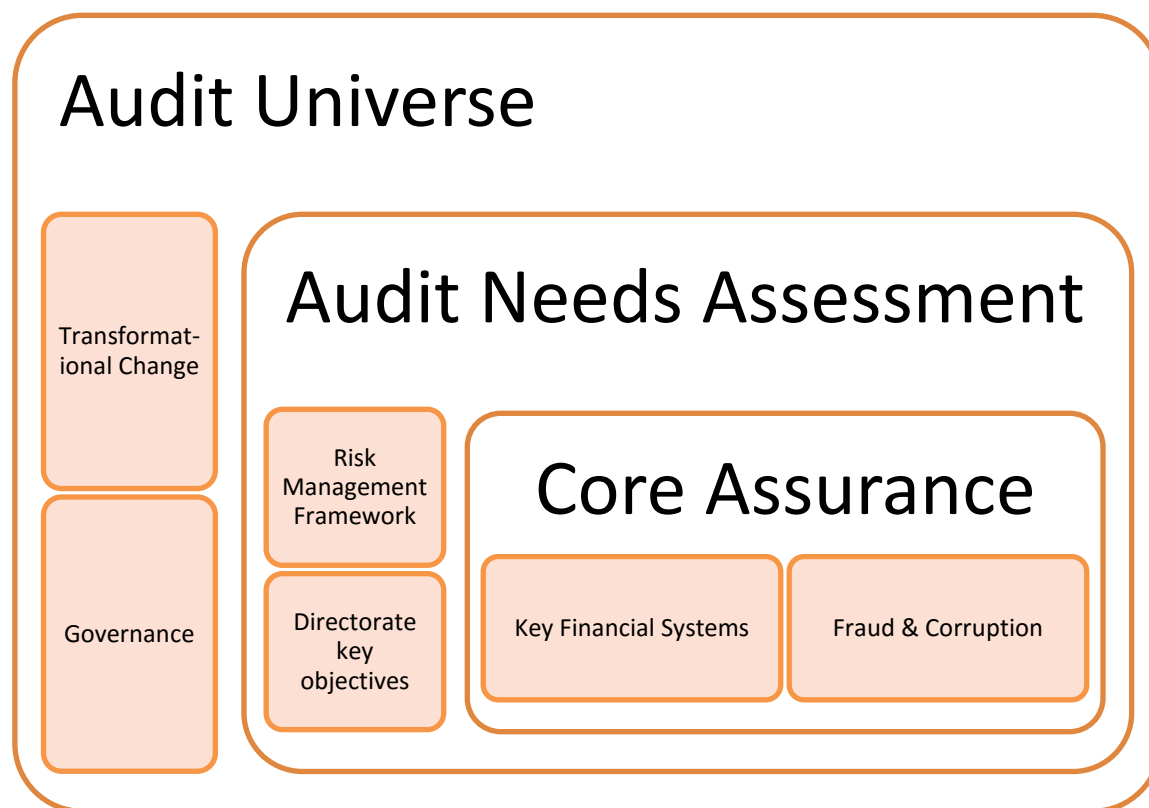 Audit Universe
Transformat-
ional Change
Governance
Audit Needs Assessment
Risk
Management
Framework
Directorate
key
objectives
Core Assurance
Key Financial Systems
Fraud & Corruption